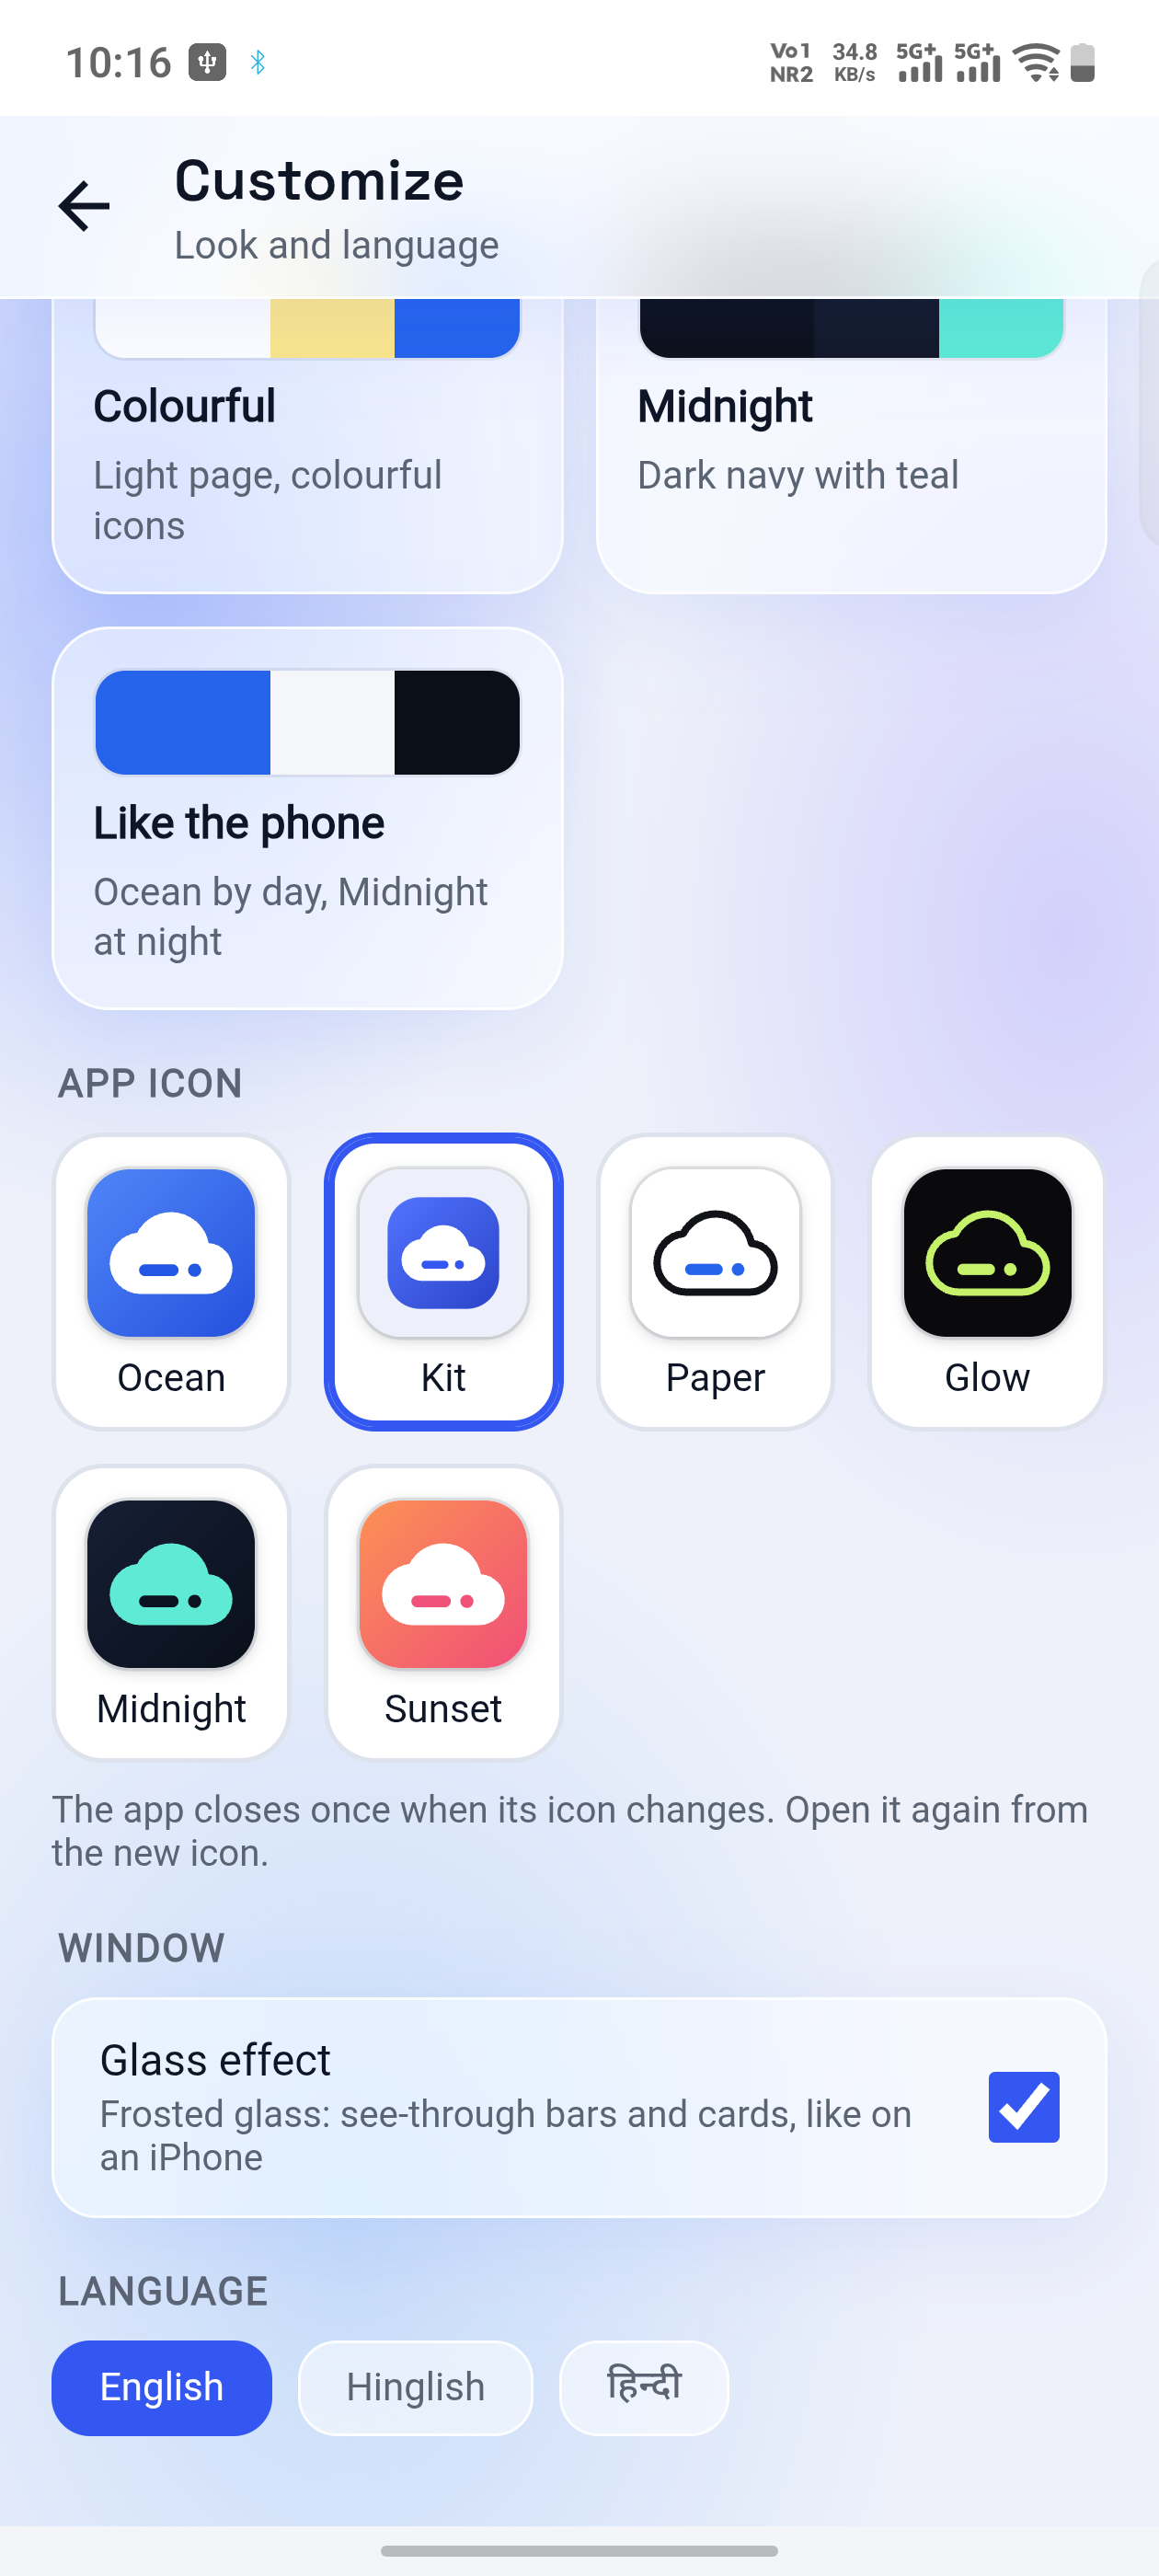 10:16
Vo1
NR2
34.8
KB/s
5G+
5G+
Customize
Look and language
Colourful
Light page, colourful
icons
Midnight
Dark navy with teal
Like the phone
Ocean by day, Midnight
at night
APP ICON
Ocean
Kit
Paper
Glow
Midnight
Sunset
The app closes once when its icon changes. Open it again from
the new icon.
WINDOW
Glass effect
Frosted glass: see-through bars and cards, like on
an iPhone
LANGUAGE
English
Hinglish
हिन्दी